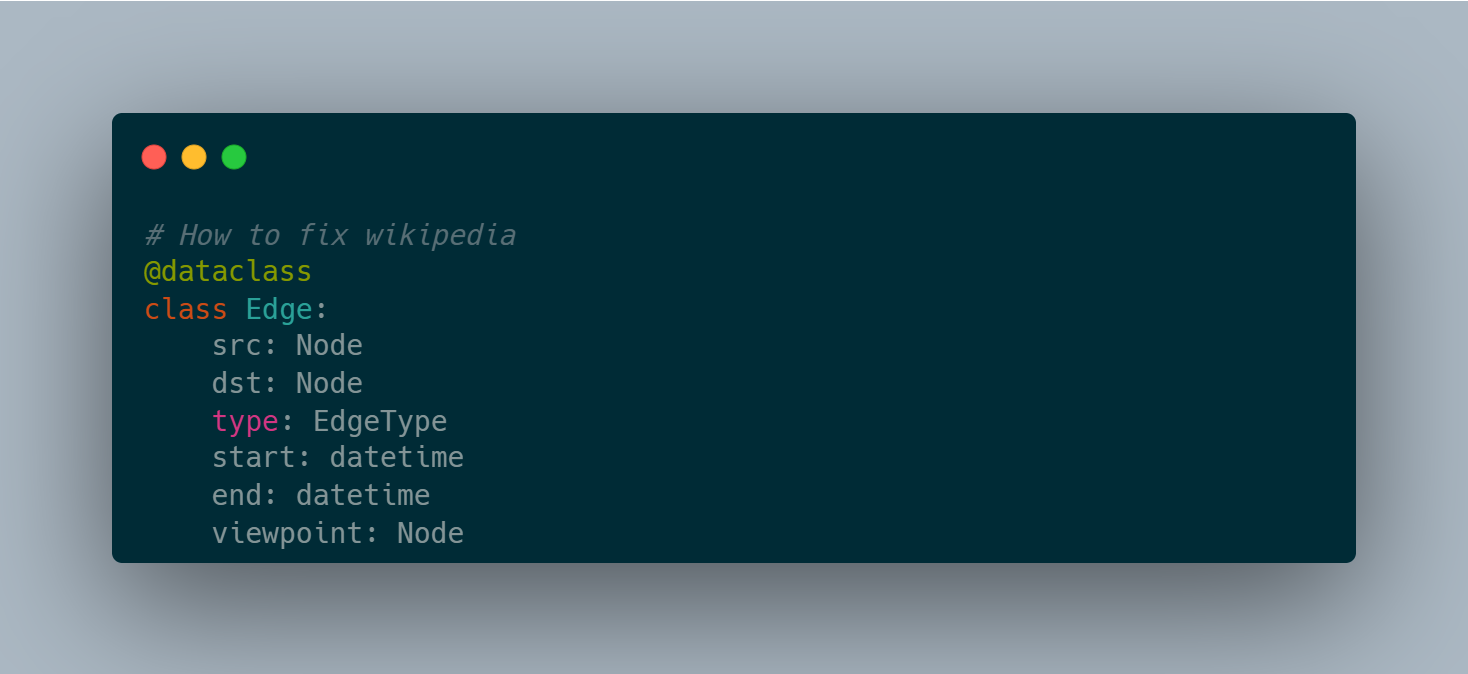 # How to fix wikipedia
@dataclass
class Edge:
    src: Node
    dst: Node
    type: EdgeType
    start: datetime
    end: datetime
    viewpoint: Node